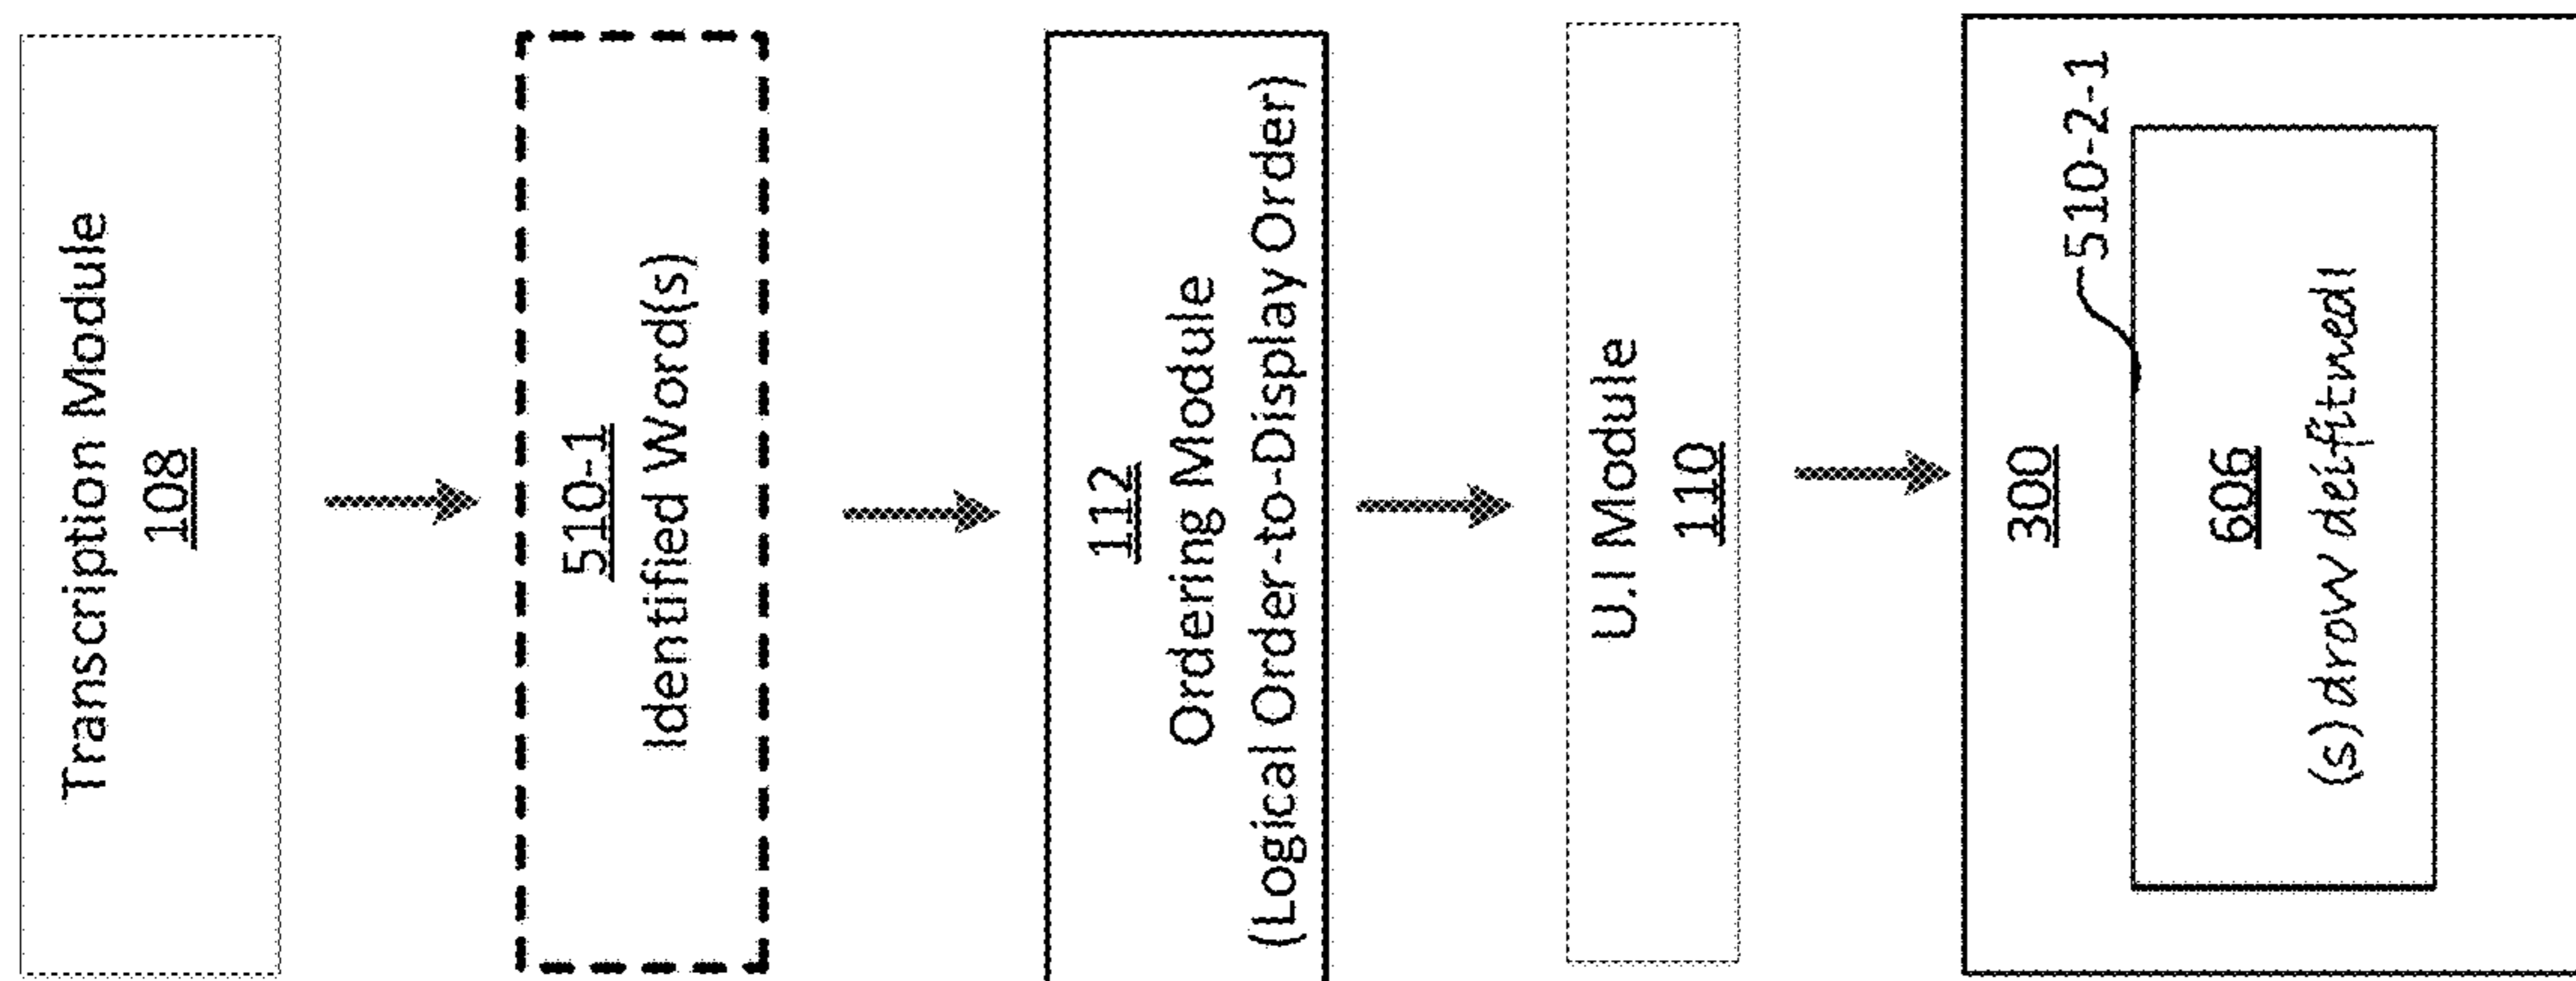 Transcription Module
108
510-1
Identified Word(s)
112
Ordering Module
(Logical Order-to-Display Order)
U.I Module
110
300
510-2-1
606
(s)drow deifitnedI